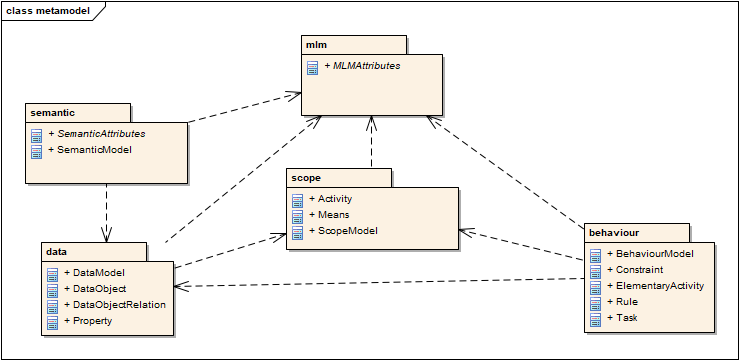 class metamodel
mlm
+ MLMAttributes
semantic
+ SemanticAttributes
+ SemanticModel
scope
+ Activity
+ Means
+ ScopeModel
behaviour
+ BehaviourModel
+ Constraint
+ ElementaryActivity
+ Rule
+ Task
data
+ DataModel
+ DataObject
+ DataObjectRelation
+ Property